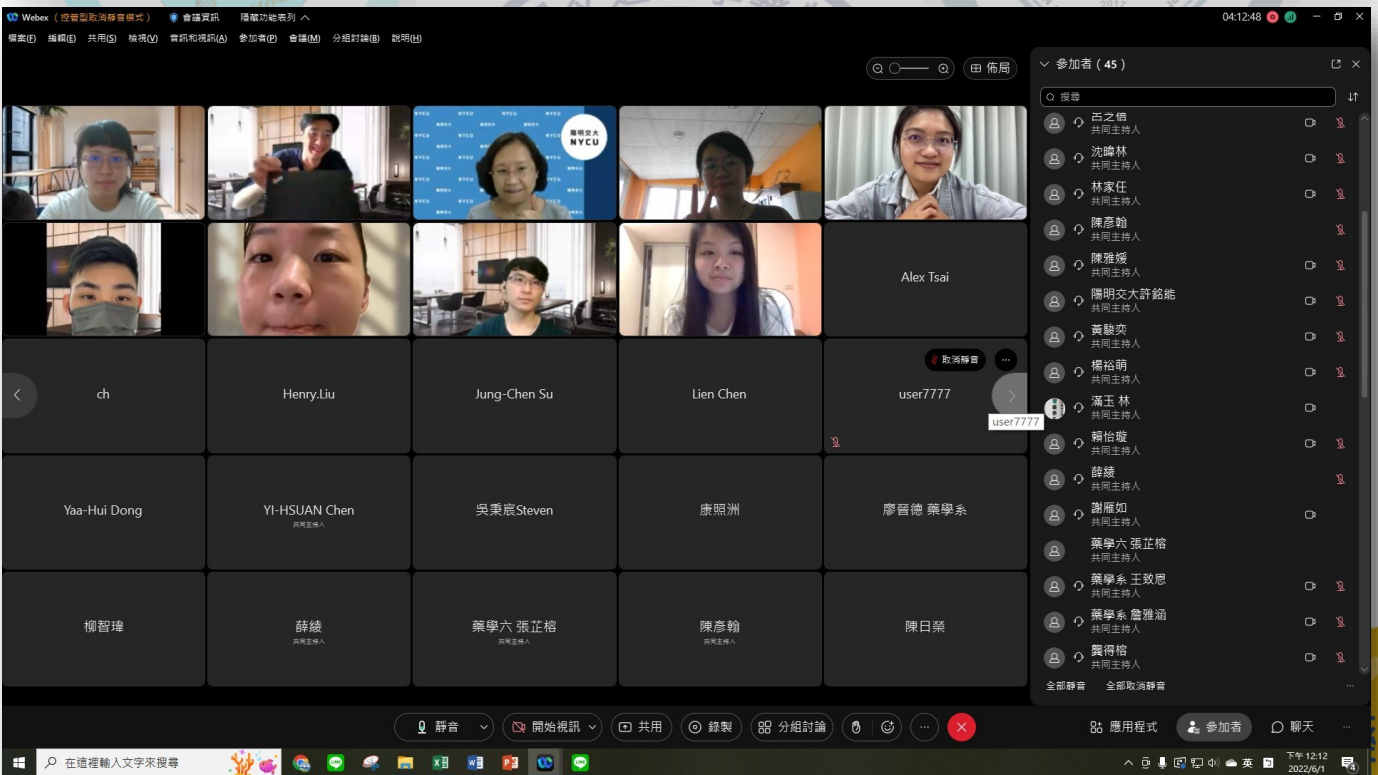 Webex（控管型取消靜音模式） 會議資訊 隱藏功能表列 04:12:48
檔案(F) 編輯(E) 共用(S) 檢視(V) 音訊和視訊(A) 參加者(P) 會議(M) 分組討論(B) 說明(H)
佈局
陽明交大
NYCU
Alex Tsai
ch
Henry.Liu
Jung-Chen Su
Lien Chen
取消靜音
user7777
user7777
Yaa-Hui Dong
YI-HSUAN Chen
共同主持人
吳秉宸Steven
康照洲
廖晉德 藥學系
柳智瑋
薛綾
共同主持人
藥學六 張芷榕
共同主持人
陳彥翰
共同主持人
陳日榮
參加者（45）
搜尋
呂之倍
共同主持人
沈暐林
共同主持人
林家任
共同主持人
陳彥翰
共同主持人
陳雅媛
共同主持人
陽明交大許銘能
共同主持人
黃駿奕
共同主持人
楊裕萌
共同主持人
滿玉 林
共同主持人
賴怡璇
共同主持人
薛綾
共同主持人
謝雁如
共同主持人
藥學六 張芷榕
共同主持人
藥學系 王致恩
共同主持人
藥學系 詹雅涵
共同主持人
龔得榕
共同主持人
全部靜音 全部取消靜音
靜音 開始視訊 共用 錄製 分組討論 應用程式 參加者 聊天
在這裡輸入文字來搜尋
英
下午 12:12
2022/6/1